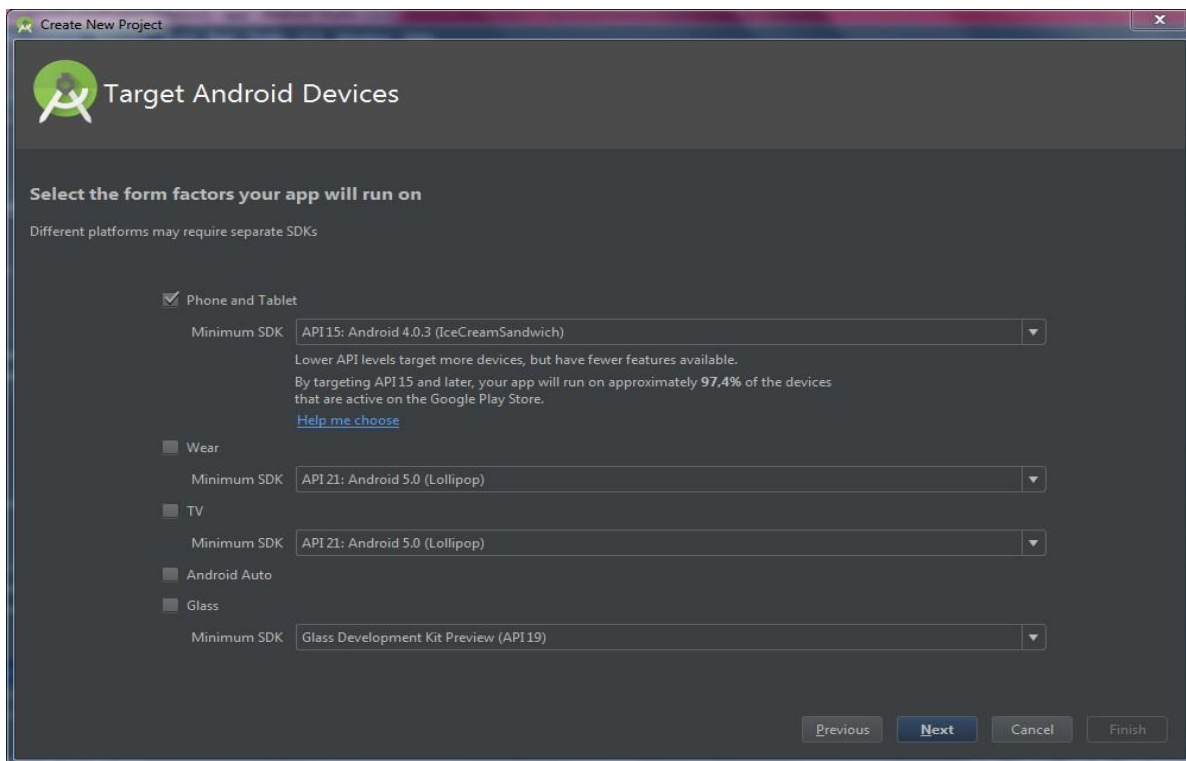 Create New Project
Target Android Devices
Select the form factors your app will run on
Different platforms may require separate SDKs
Phone and Tablet
Minimum SDK API 15: Android 4.0.3 (IceCreamSandwich)
Lower API levels target more devices, but have fewer features available.
By targeting API 15 and later, your app will run on approximately 97,4% of the devices
that are active on the Google Play Store.
Help me choose
Wear
Minimum SDK API 21: Android 5.0 (Lollipop)
TV
Minimum SDK API 21: Android 5.0 (Lollipop)
Android Auto
Glass
Minimum SDK Glass Development Kit Preview (API 19)
Previous Next Cancel Finish